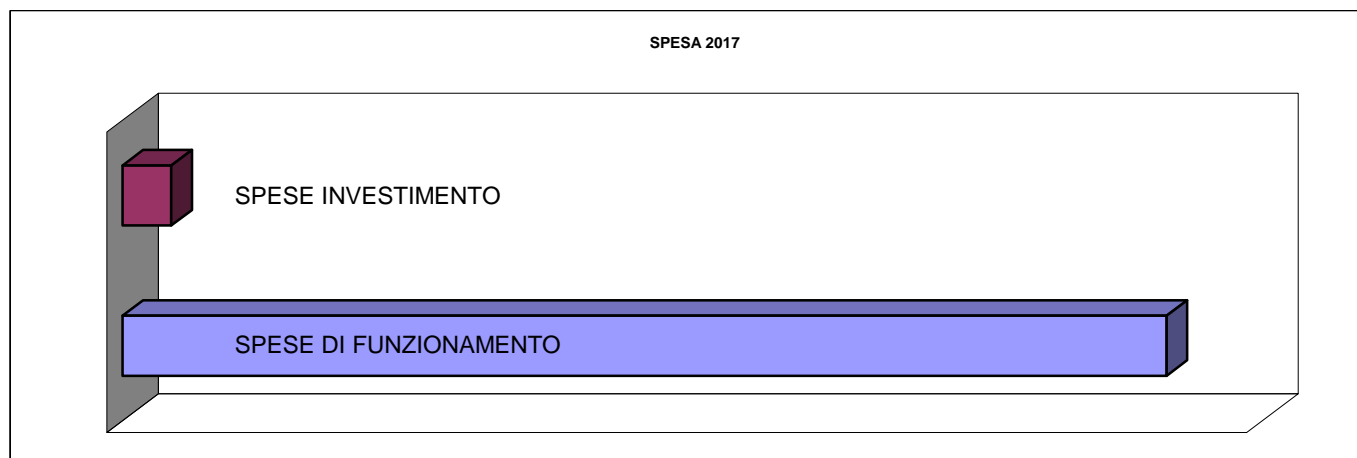 SPESA 2017
SPESE INVESTIMENTO
SPESE DI FUNZIONAMENTO